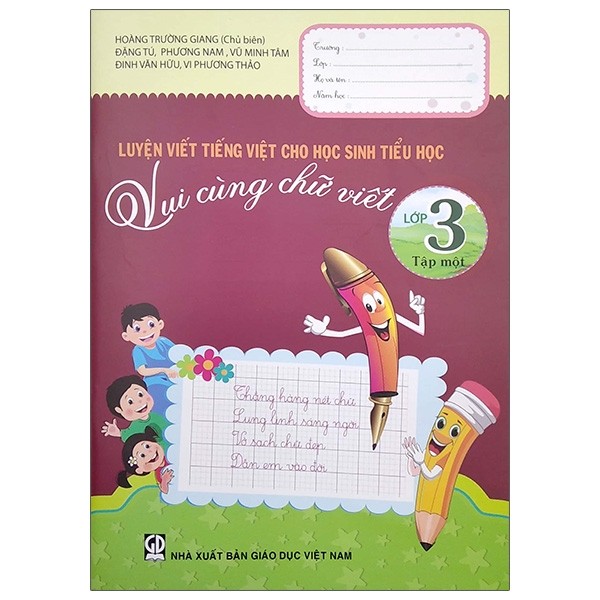 HOÀNG TRƯỜNG GIANG (Chủ biên)
ĐẶNG TÚ, PHƯƠNG NAM, VŨ MINH TÂM
ĐINH VĂN HỮU, VI PHƯƠNG THẢO
Trường:
Lớp:
Họ và tên:
Năm học:
LUYỆN VIẾT TIẾNG VIỆT CHO HỌC SINH TIỂU HỌC
Vui cùng chữ viết
LỚP
3
Tập một
Thẳng hàng nét chữ
Lung linh sáng ngời
Vở sạch chữ đẹp
Dẫn em vào đời
GD
NHÀ XUẤT BẢN GIÁO DỤC VIỆT NAM